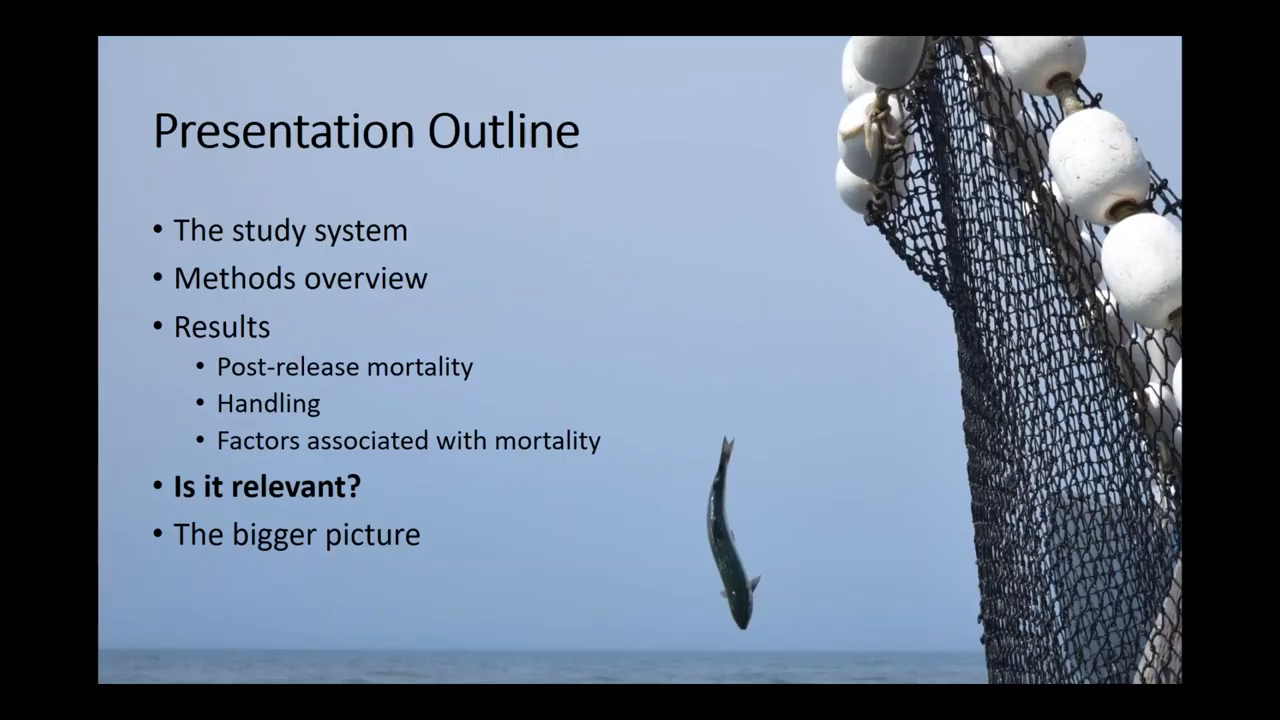 Presentation Outline
• The study system
• Methods overview
• Results
• Post-release mortality
• Handling
• Factors associated with mortality
• Is it relevant?
• The bigger picture